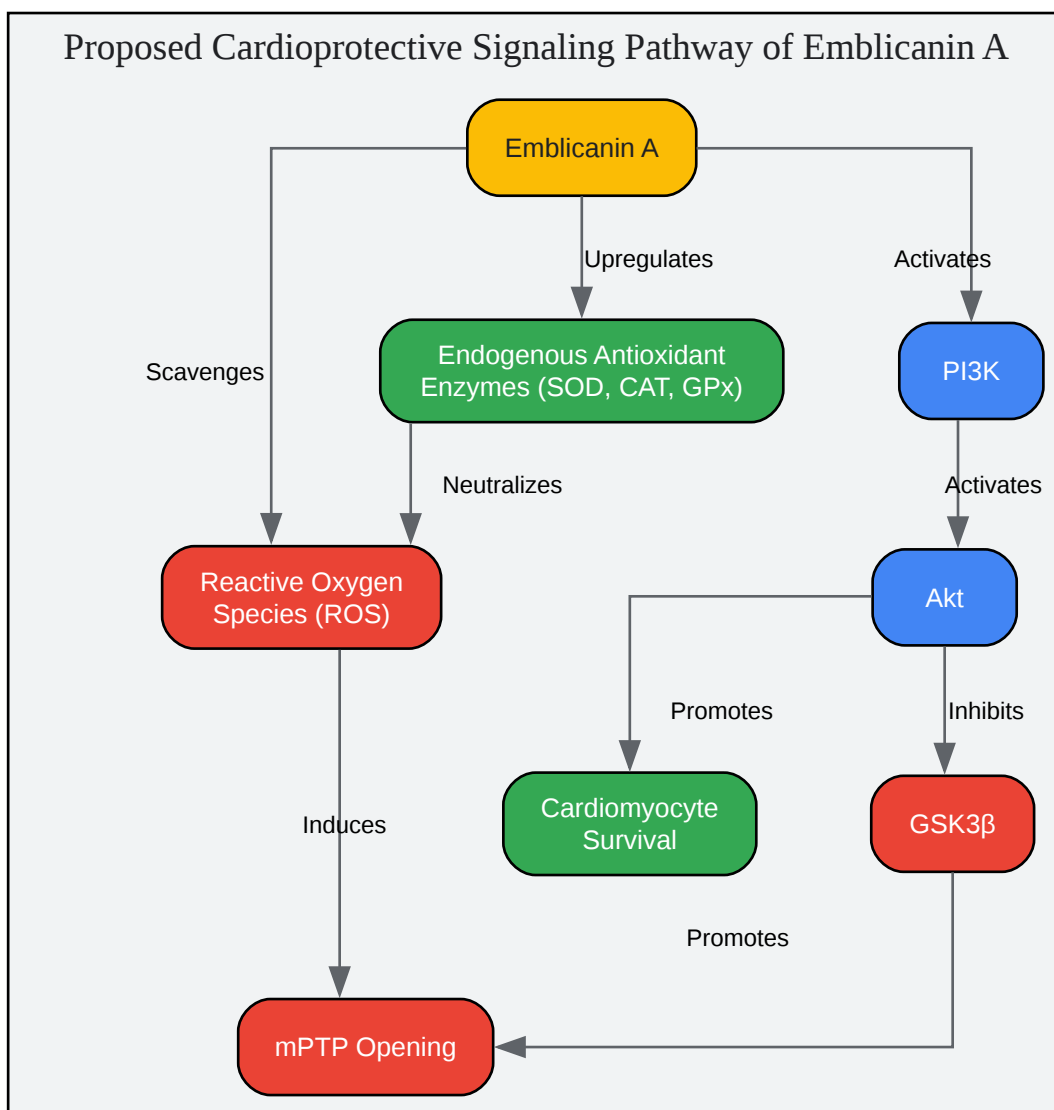 Proposed Cardioprotective Signaling Pathway of Emblicanin A
Emblicanin A
Upregulates
Activates
Scavenges
Endogenous Antioxidant
Enzymes (SOD, CAT, GPx)
PI3K
Neutralizes
Activates
Reactive Oxygen
Species (ROS)
Akt
Promotes
Inhibits
Induces
Cardiomyocyte
Survival
GSK3β
Promotes
mPTP Opening